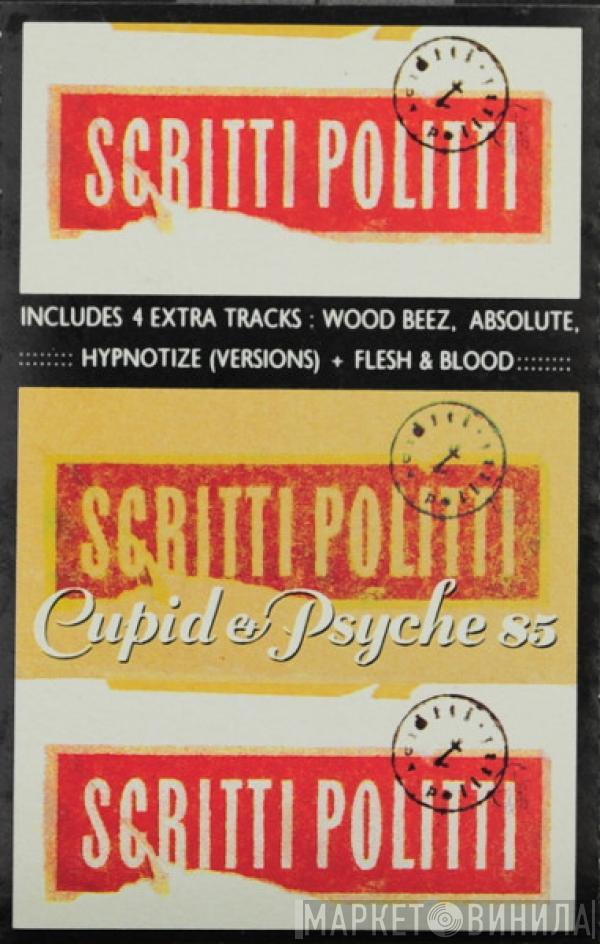 SCRITTI POLITTI
INCLUDES 4 EXTRA TRACKS : WOOD BEEZ, ABSOLUTE,
:::::::: HYPNOTIZE (VERSIONS) + FLESH & BLOOD ::::::::
SCRITTI POLITTI
Cupid & Psyche 85
SCRITTI POLITTI
МАРКЕТ ВИНИЛА